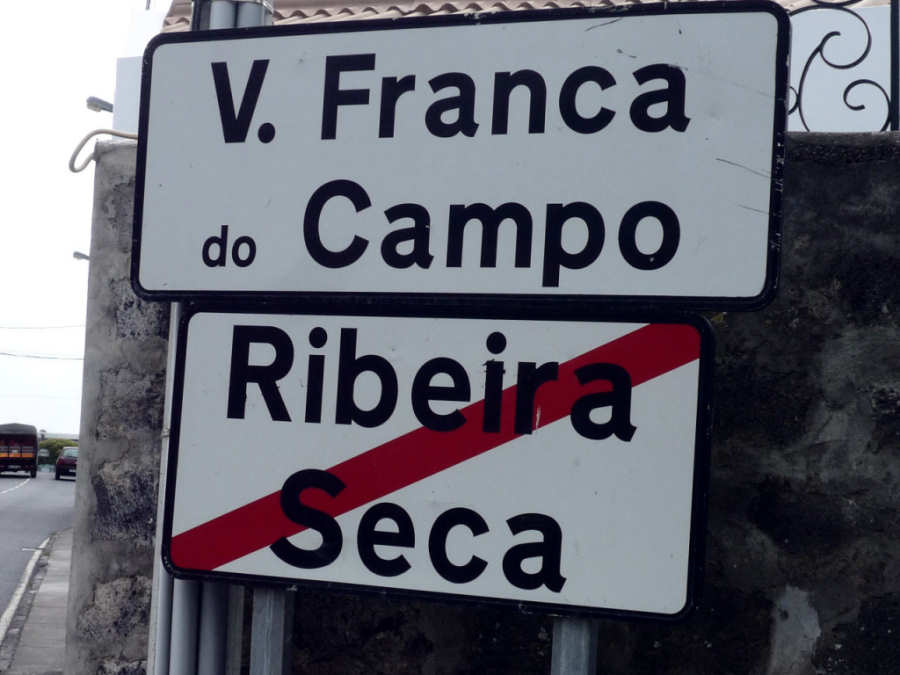 V. Franca
do Campo
Ribeira
Seca